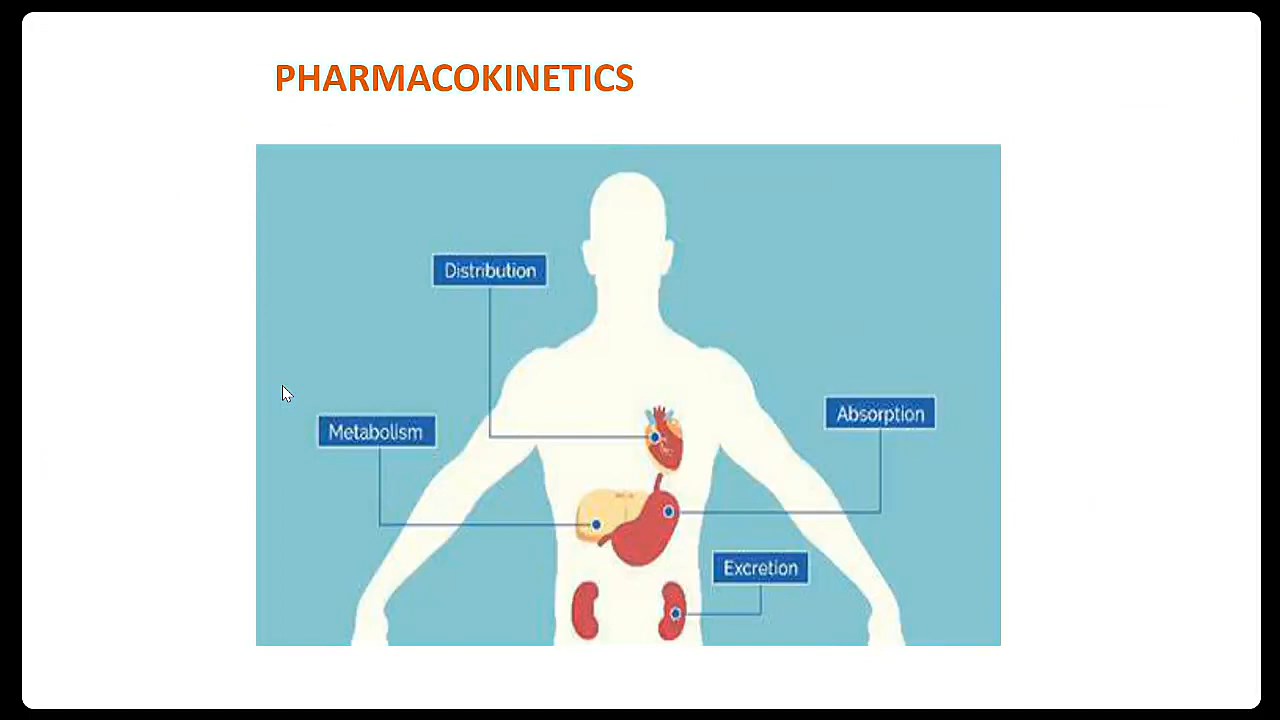 PHARMACOKINETICS
Distribution
Absorption
Metabolism
Excretion